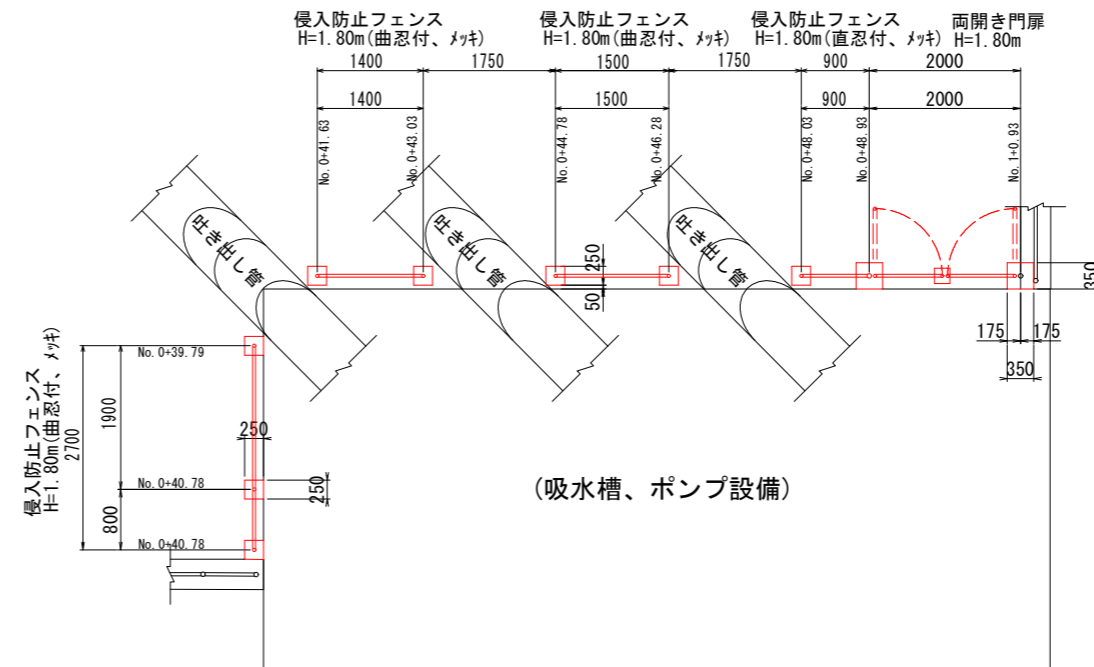 侵入防止フェンス
H=1.80m(曲忍付、メッキ)
侵入防止フェンス
H=1.80m(曲忍付、メッキ)
侵入防止フェンス
H=1.80m(直忍付、メッキ)
両開き門扉
H=1.80m
1400
1750
1500
1750
900
2000
1400
1500
900
2000
No.0+41.63
No.0+43.03
No.0+44.78
No.0+46.28
No.0+48.03
No.0+48.93
No.1+0.93
吐き出し管
吐き出し管
吐き出し管
250
50
350
175
175
350
侵入防止フェンス
H=1.80m(曲忍付、メッキ)
2700
1900
800
No.0+39.79
No.0+40.78
No.0+40.78
250
250
(吸水槽、ポンプ設備)